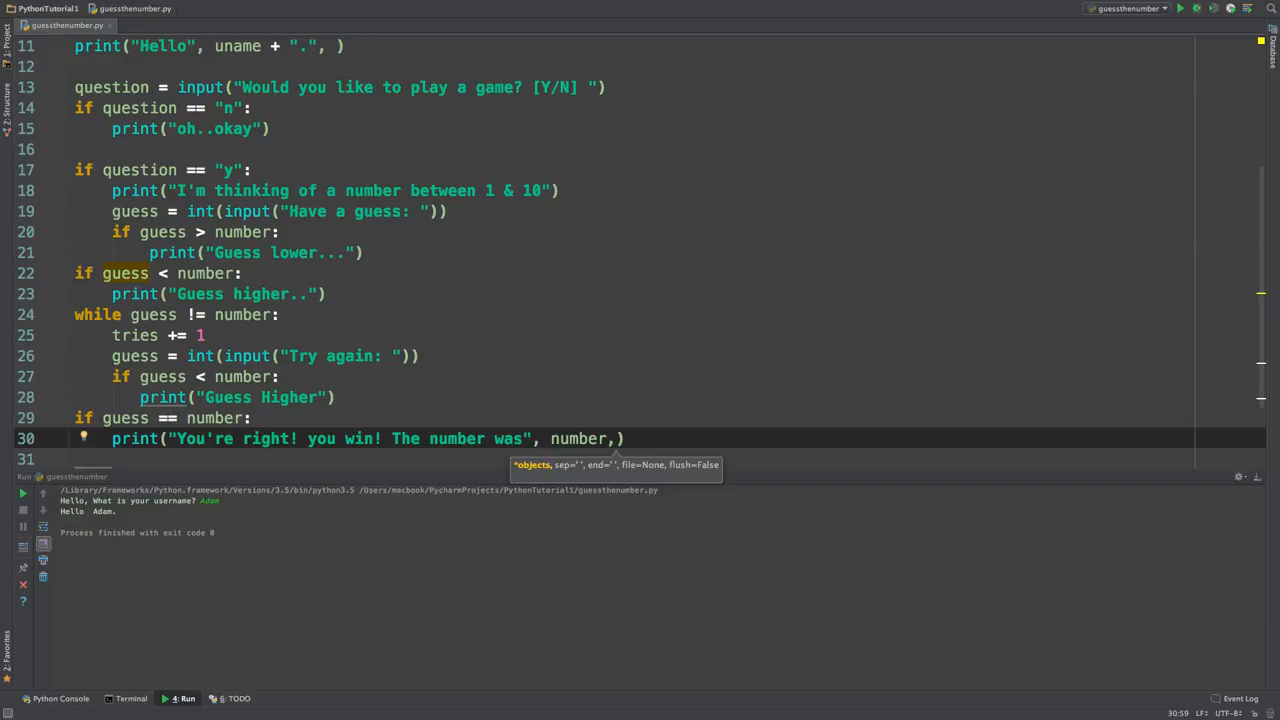 PythonTutorial1 guessthenumber.py guessthenumber
guessthenumber.py
1: Project
Z: Structure
2: Favorites
Database
11 print("Hello", uname + ".", )
12
13 question = input("Would you like to play a game? [Y/N] ")
14 if question == "n":
15 print("oh..okay")
16
17 if question == "y":
18 print("I'm thinking of a number between 1 & 10")
19 guess = int(input("Have a guess: "))
20 if guess > number:
21 print("Guess lower...")
22 if guess < number:
23 print("Guess higher..")
24 while guess != number:
25 tries += 1
26 guess = int(input("Try again: "))
27 if guess < number:
28 print("Guess Higher")
29 if guess == number:
30 print("You're right! you win! The number was", number,)
31
*objects, sep=' ', end=' ', file=None, flush=False
Run guessthenumber
/Library/Frameworks/Python.framework/Versions/3.5/bin/python3.5 /Users/macbook/PycharmProjects/PythonTutorial1/guessthenumber.py
Hello, What is your username? Adam
Hello  Adam.
Process finished with exit code 0
Python Console Terminal 4: Run 6: TODO Event Log
30:59 LF÷ UTF-8÷